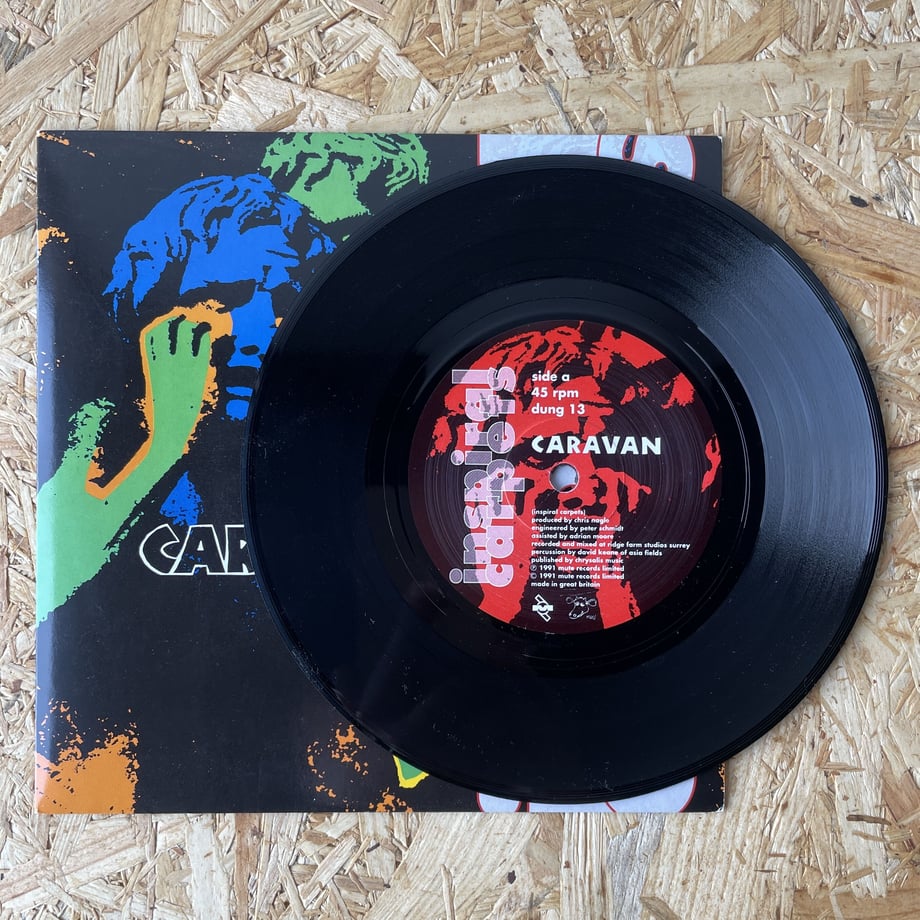 CAR
inspiral
carpets
side a
45 rpm
dung 13
CARAVAN
(inspiral carpets)
produced by chris nagle
engineered by peter schmidt
assisted by adrian moore
recorded and mixed at ridge farm studios surrey
percussion by david keane of asia fields
published by chrysalis music
℗ 1991 mute records limited
© 1991 mute records limited
made in great britain